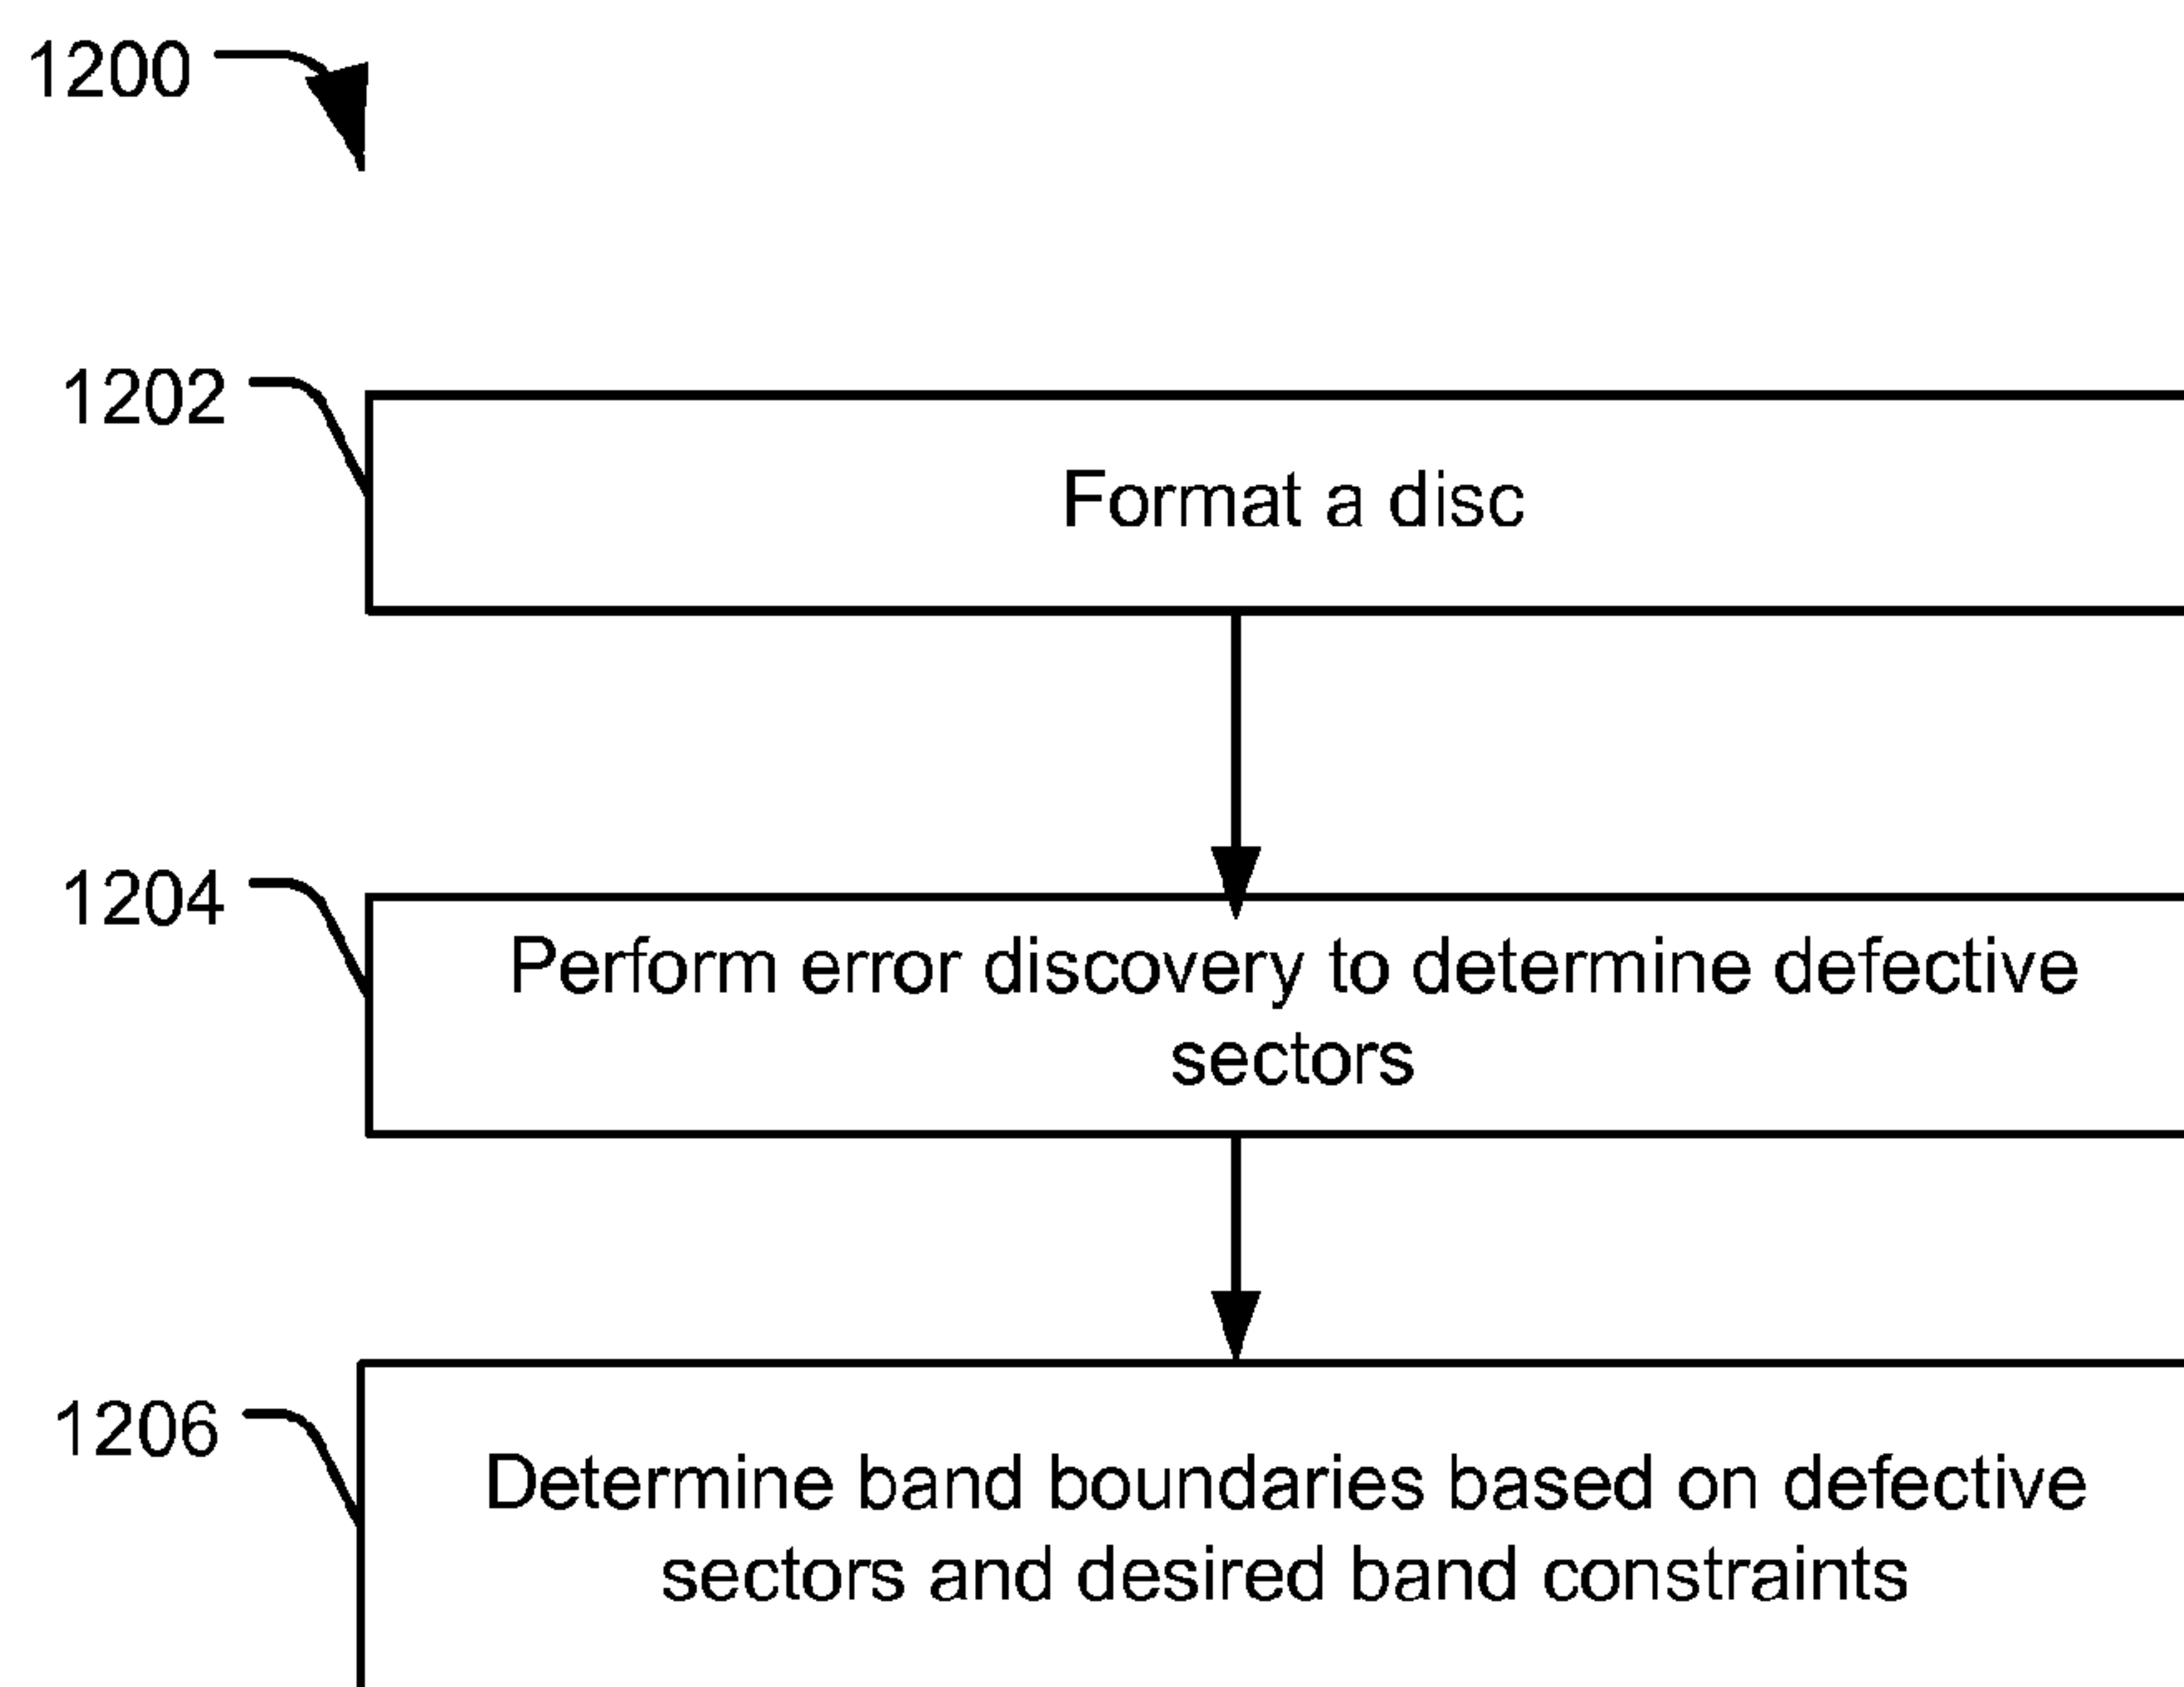 1200
1202
Format a disc
1204
Perform error discovery to determine defective
sectors
1206
Determine band boundaries based on defective
sectors and desired band constraints